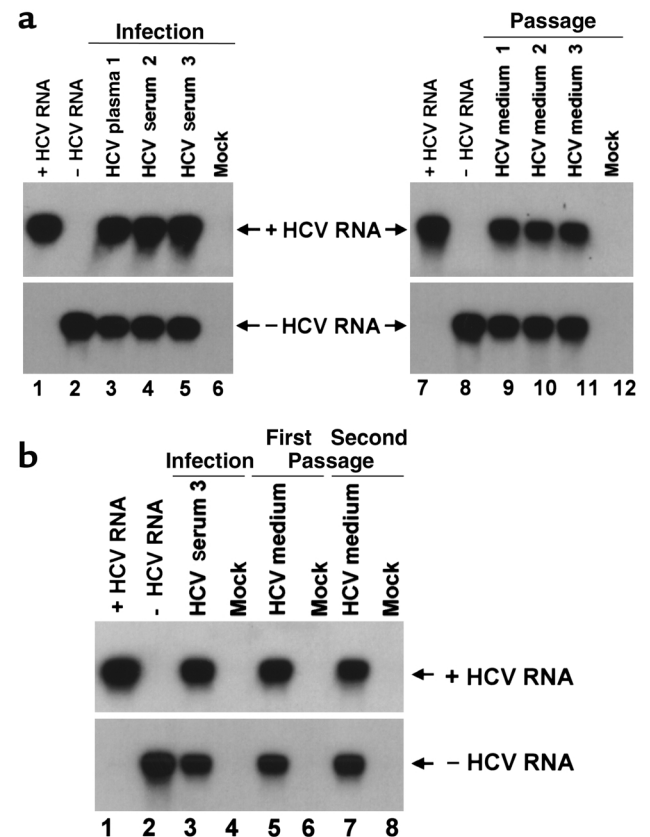 a
Infection
+ HCV RNA
– HCV RNA
HCV plasma 1
HCV serum 2
HCV serum 3
Mock
Passage
+ HCV RNA
– HCV RNA
HCV medium 1
HCV medium 2
HCV medium 3
Mock
+ HCV RNA
– HCV RNA
1 2 3 4 5 6
7 8 9 10 11 12
b
First Second
Infection Passage
+ HCV RNA
- HCV RNA
HCV serum 3
Mock
HCV medium
Mock
HCV medium
Mock
+ HCV RNA
– HCV RNA
1 2 3 4 5 6 7 8